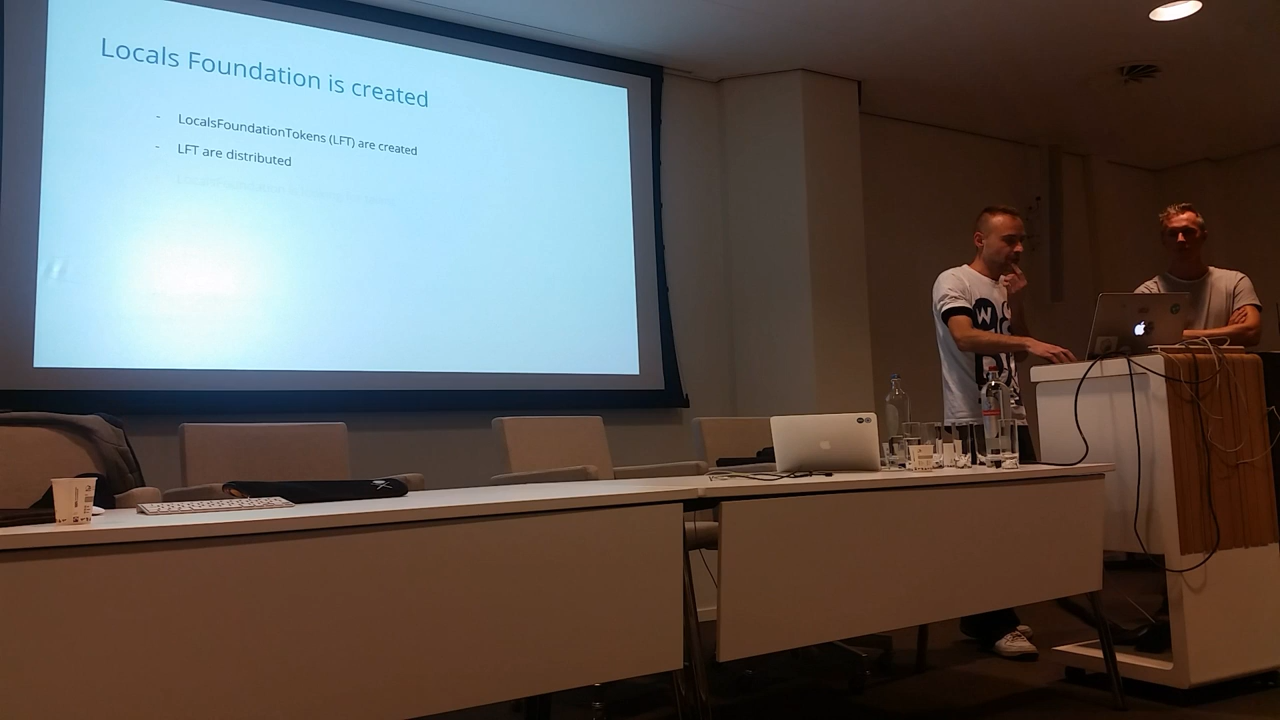 Locals Foundation is created
- LocalsFoundationTokens (LFT) are created
- LFT are distributed
W